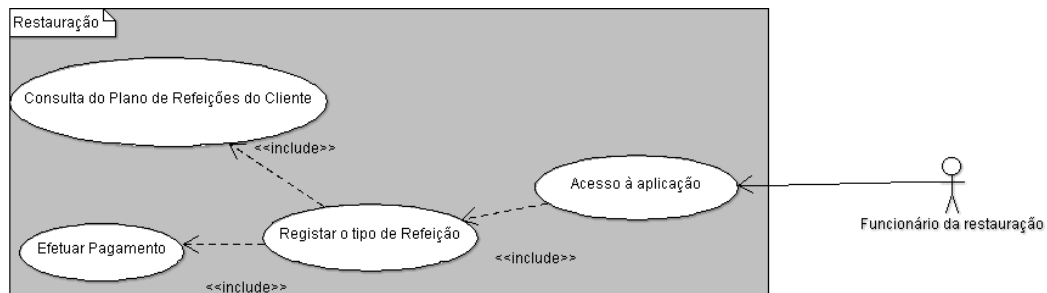 Restauração
Consulta do Plano de Refeições do Cliente
<<include>>
Acesso à aplicação
Funcionário da restauração
Registar o tipo de Refeição
Efetuar Pagamento
<<include>>
<<include>>